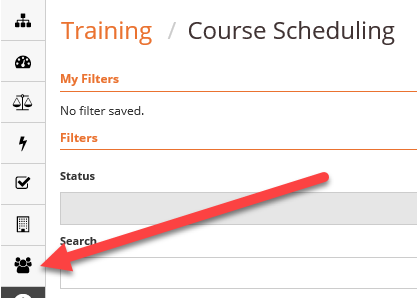 Training / Course Scheduling
My Filters
No filter saved.
Filters
Status
Search